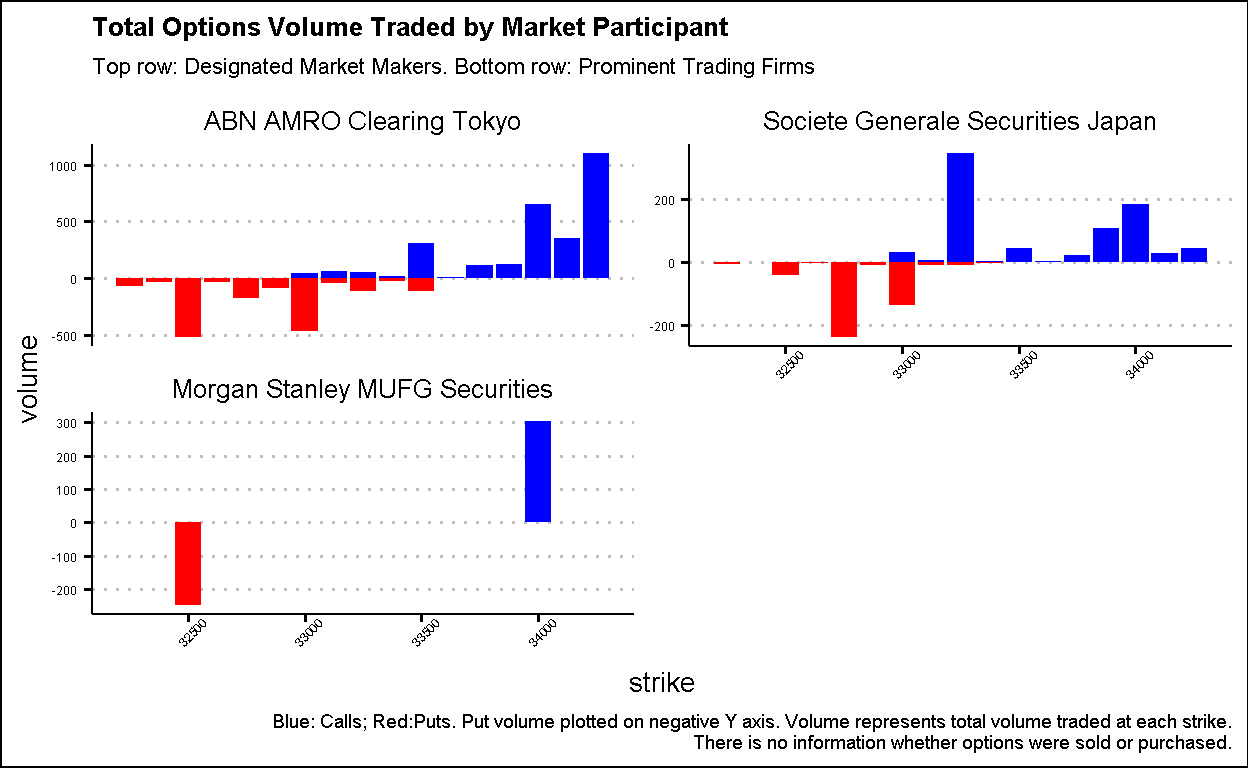 Total Options Volume Traded by Market Participant
Top row: Designated Market Makers. Bottom row: Prominent Trading Firms
ABN AMRO Clearing Tokyo
1000
500
0
-500
Societe Generale Securities Japan
200
0
-200
32500
33000
33500
34000
Morgan Stanley MUFG Securities
300
200
100
0
-100
-200
32500
33000
33500
34000
volume
strike
Blue: Calls; Red:Puts. Put volume plotted on negative Y axis. Volume represents total volume traded at each strike.
There is no information whether options were sold or purchased.